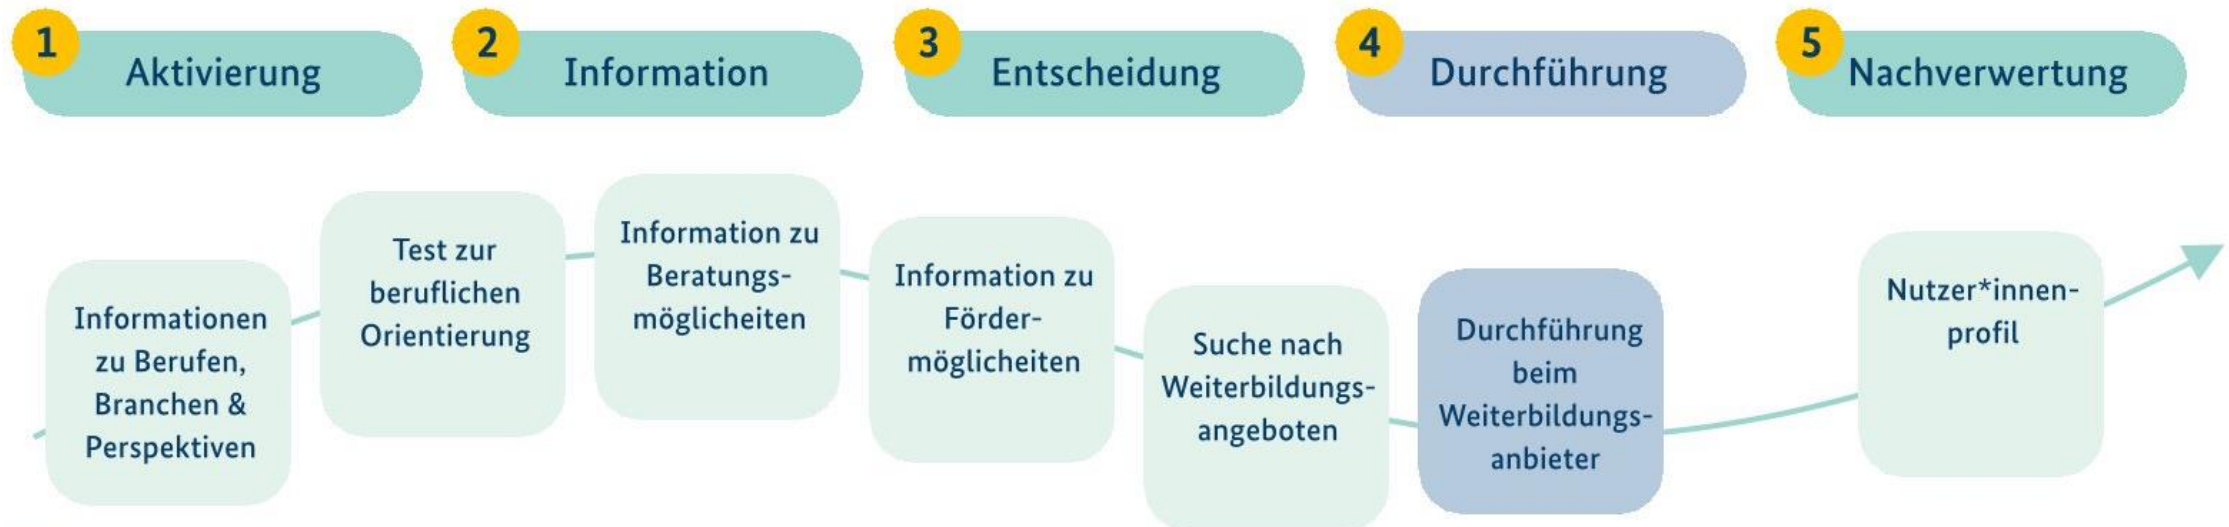 1
Aktivierung
2
Information
3
Entscheidung
4
Durchführung
5
Nachverwertung
Informationen
zu Berufen,
Branchen &
Perspektiven
Test zur
beruflichen
Orientierung
Information zu
Beratungs-
möglicheiten
Information zu
Förder-
möglicheiten
Suche nach
Weiterbildungs-
angeboten
Durchführung
beim
Weiterbildungs-
anbieter
Nutzer*innen-
profil